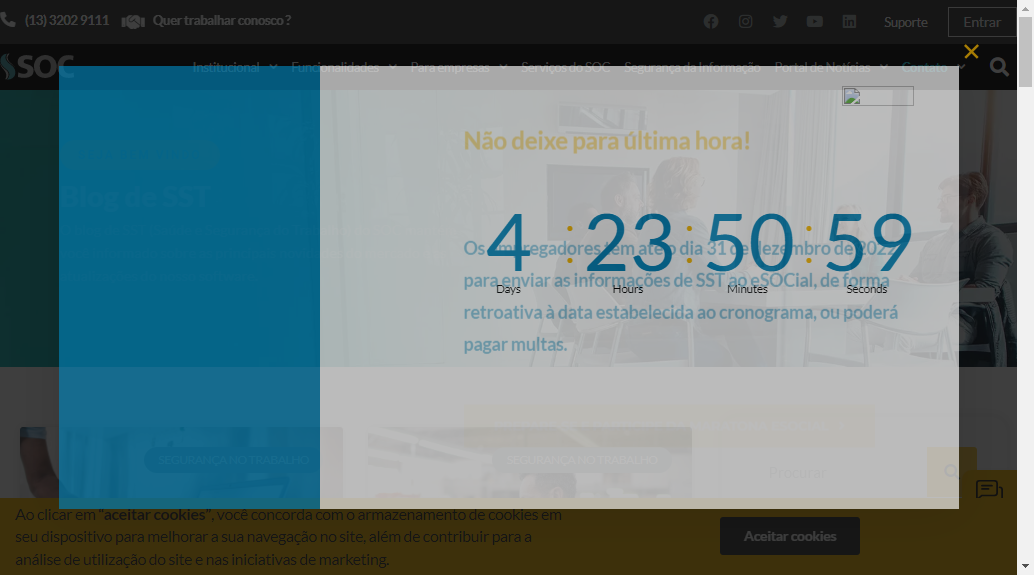 (13) 3202 9111 Quer trabalhar conosco ?
Suporte Entrar
SOC
Institucional Funcionalidades Para empresas Serviços do SOC Segurança da Informação Portal de Notícias Contato
Não deixe para última hora!
Blog de SST
4 : 23 : 50 : 59
Days Hours Minutes Seconds
Os empregadores têm até o dia 31 de dezembro de 2022
para enviar as informações de SST ao eSOCial, de forma
retroativa à data estabelecida ao cronograma, ou poderá
pagar multas.
SEGURANÇA NO TRABALHO SEGURANÇA NO TRABALHO
Procurar
Ao clicar em "aceitar cookies", você concorda com o armazenamento de cookies em
seu dispositivo para melhorar a sua navegação no site, além de contribuir para a
análise de utilização do site e nas iniciativas de marketing.
Aceitar cookies